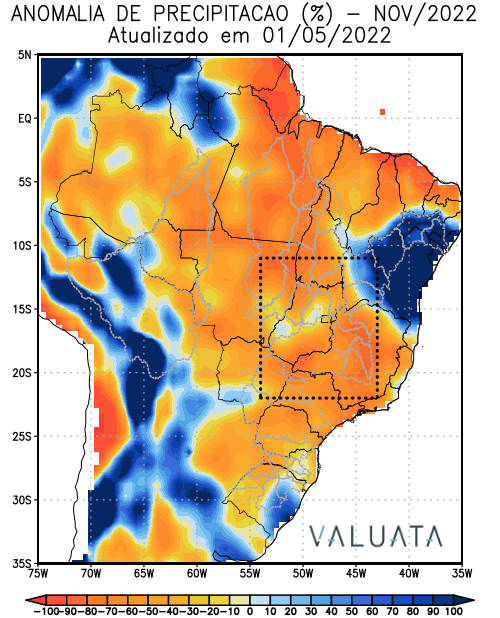 ANOMALIA DE PRECIPITACAO (%) – NOV/2022
Atualizado em 01/05/2022
5N
EQ
5S
10S
15S
20S
25S
30S
35S
VALUATA
75W 70W 65W 60W 55W 50W 45W 40W 35W
-100-90-80-70-60-50-40-30-20-10 0 10 20 30 40 50 60 70 80 90 100